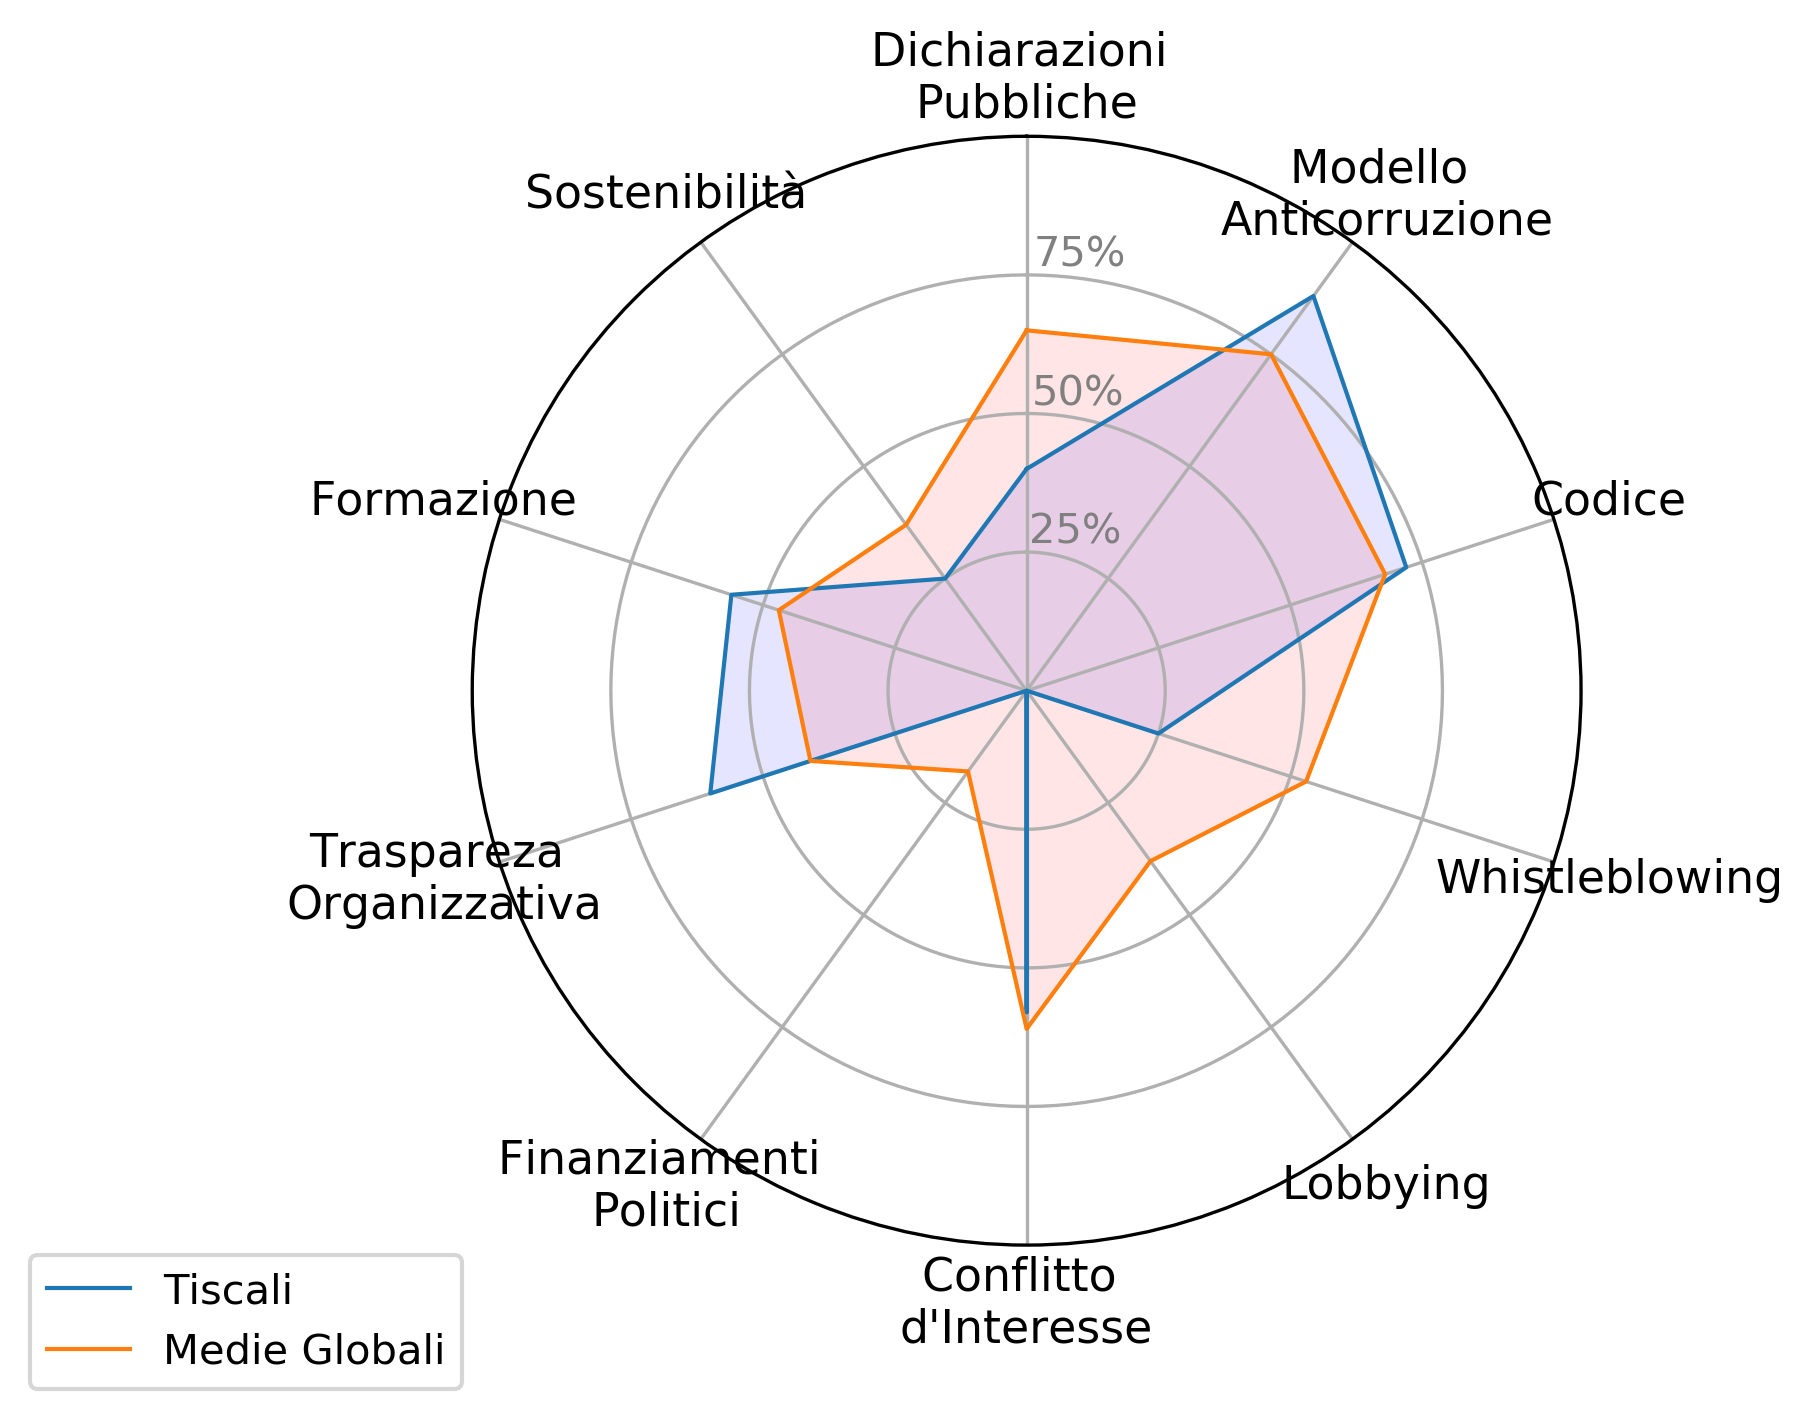 Dichiarazioni
Pubbliche
Modello
Anticorruzione
Sostenibilità
75%
50%
25%
Formazione
Codice
Traspareza
Organizzativa
Whistleblowing
Finanziamenti
Politici
Lobbying
Conflitto
d'Interesse
Tiscali
Medie Globali